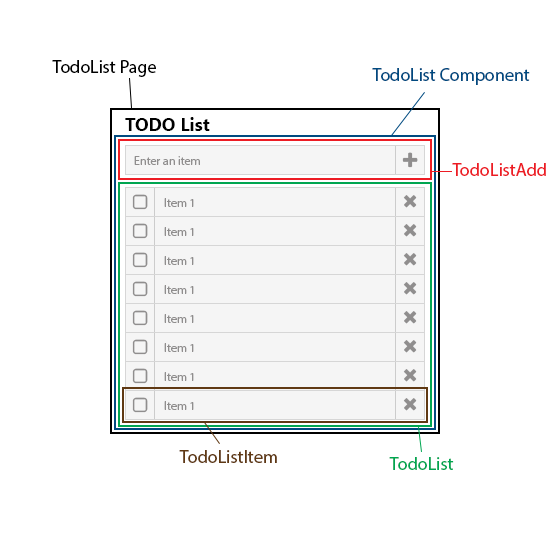 TodoList Page
TodoList Component
TODO List
Enter an item
TodoListAdd
Item 1
Item 1
Item 1
Item 1
Item 1
Item 1
Item 1
Item 1
TodoListItem
TodoList